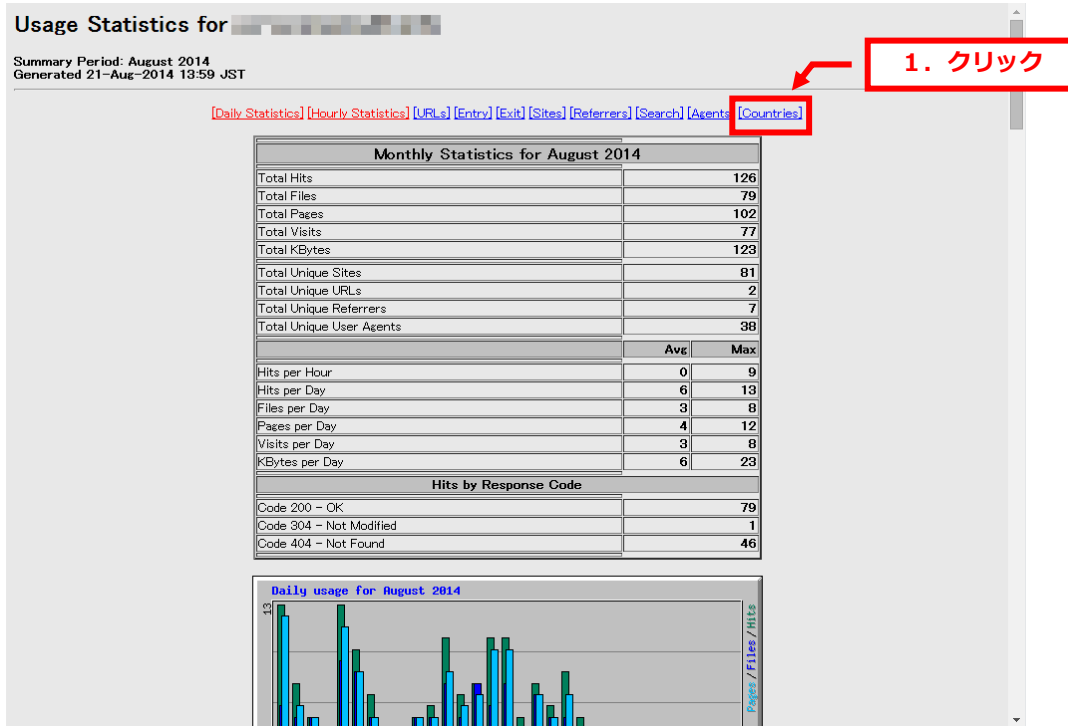 Usage Statistics for
Summary Period: August 2014
Generated 21-Aug-2014 13:59 JST
1. クリック
[Daily Statistics] [Hourly Statistics] [URLs] [Entry] [Exit] [Sites] [Referrers] [Search] [Agents [Countries]
Monthly Statistics for August 2014
Total Hits 126
Total Files 79
Total Pages 102
Total Visits 77
Total KBytes 123
Total Unique Sites 81
Total Unique URLs 2
Total Unique Referrers 7
Total Unique User Agents 38
Avg Max
Hits per Hour 0 9
Hits per Day 6 13
Files per Day 3 8
Pages per Day 4 12
Visits per Day 3 8
KBytes per Day 6 23
Hits by Response Code
Code 200 - OK 79
Code 304 - Not Modified 1
Code 404 - Not Found 46
Daily usage for August 2014
13
Pages / Files / Hits